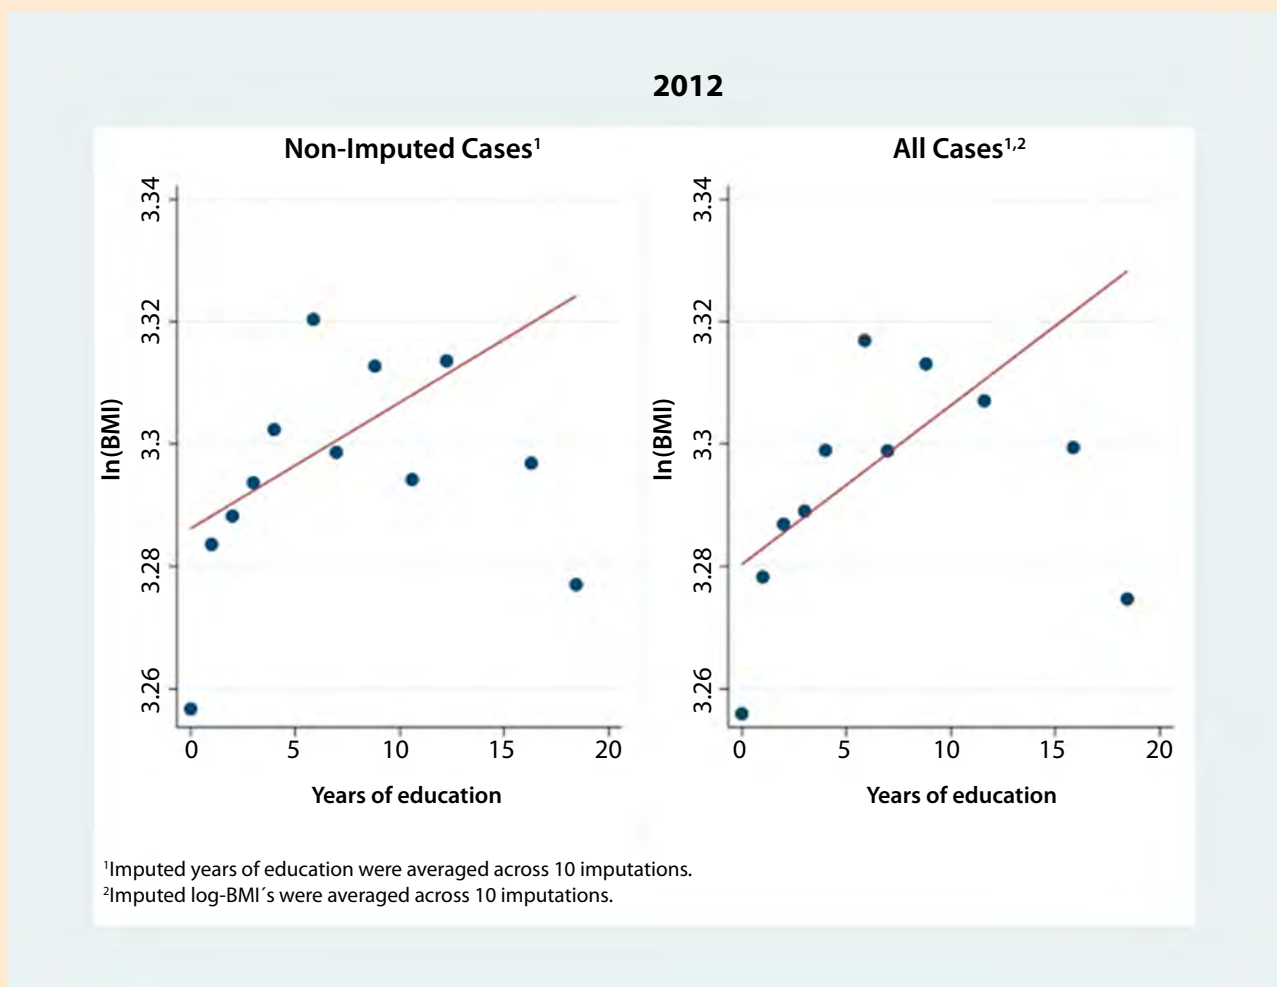 2012
Non-Imputed Cases¹
3.34
3.32
3.3
3.28
3.26
ln(BMI)
0 5 10 15 20
Years of education
All Cases¹,²
3.34
3.32
3.3
3.28
3.26
ln(BMI)
0 5 10 15 20
Years of education
¹Imputed years of education were averaged across 10 imputations.
²Imputed log-BMI´s were averaged across 10 imputations.